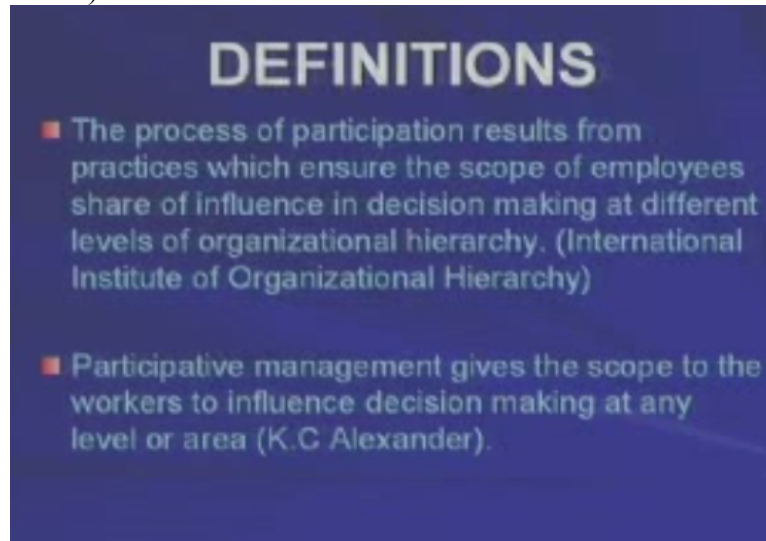 DEFINITIONS
The process of participation results from
practices which ensure the scope of employees
share of influence in decision making at different
levels of organizational hierarchy. (International
Institute of Organizational Hierarchy)
Participative management gives the scope to the
workers to influence decision making at any
level or area (K.C Alexander).